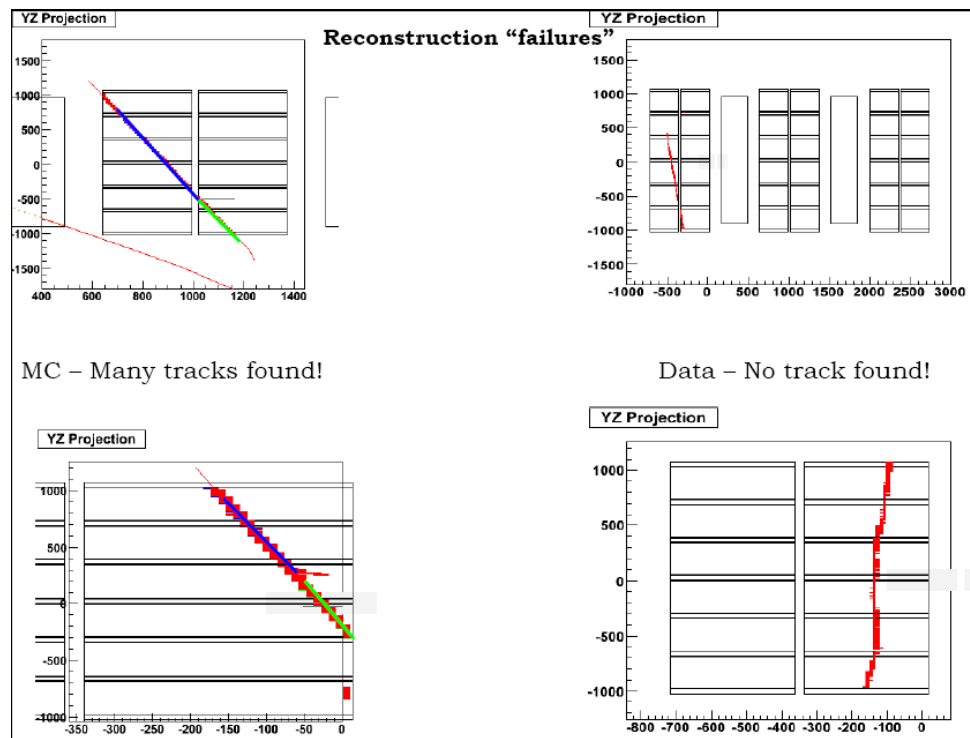 YZ Projection
YZ Projection
Reconstruction “failures”
1500
1000
500
0
-500
-1000
-1500
400 600 800 1000 1200 1400
1500
1000
500
0
-500
-1000
-1500
-1000 -500 0 500 1000 1500 2000 2500 3000
MC – Many tracks found!
Data – No track found!
YZ Projection
1000
500
0
-500
-1000
-350 -300 -250 -200 -150 -100 -50 0
YZ Projection
1000
500
0
-500
-1000
-800 -700 -600 -500 -400 -300 -200 -100 0